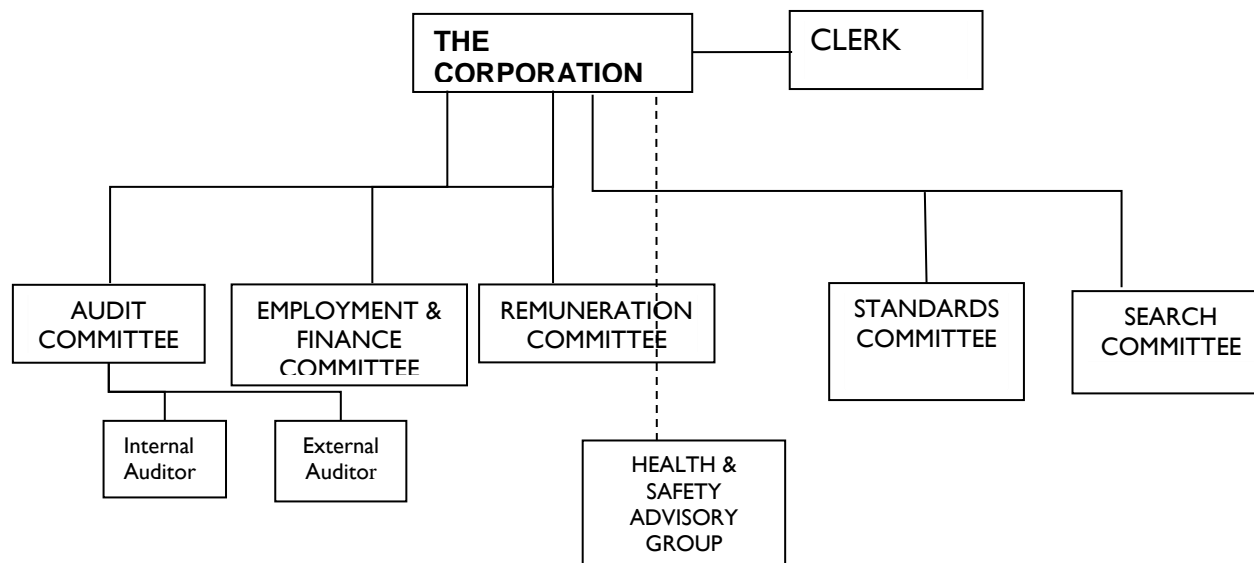 THE
CORPORATION
CLERK
AUDIT
COMMITTEE
EMPLOYMENT &
FINANCE
COMMITTEE
REMUNERATION
COMMITTEE
STANDARDS
COMMITTEE
SEARCH
COMMITTEE
Internal
Auditor
External
Auditor
HEALTH &
SAFETY
ADVISORY
GROUP